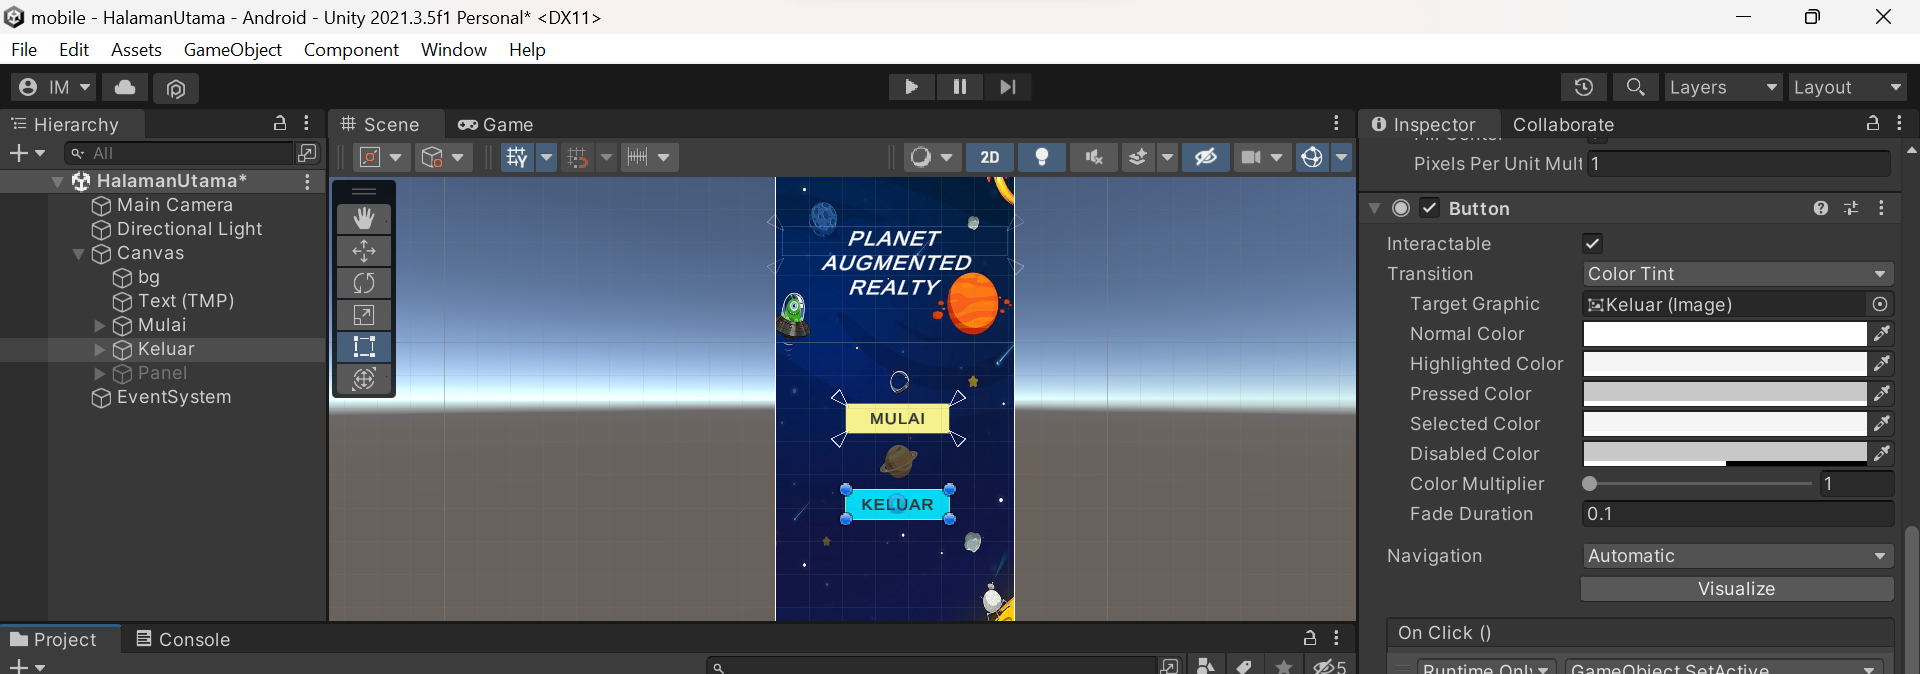 mobile - HalamanUtama - Android - Unity 2021.3.5f1 Personal* <DX11>
File Edit Assets GameObject Component Window Help
IM Layers Layout
Hierarchy
All
HalamanUtama*
Main Camera
Directional Light
Canvas
bg
Text (TMP)
Mulai
Keluar
Panel
EventSystem
Scene Game
2D
PLANET
AUGMENTED
REALTY
MULAI
KELUAR
Inspector Collaborate
Pixels Per Unit Mult 1
Button
Interactable
Transition Color Tint
Target Graphic Keluar (Image)
Normal Color
Highlighted Color
Pressed Color
Selected Color
Disabled Color
Color Multiplier 1
Fade Duration 0.1
Navigation Automatic
Visualize
On Click ()
Runtime Only GameObject.SetActive
Project Console
5